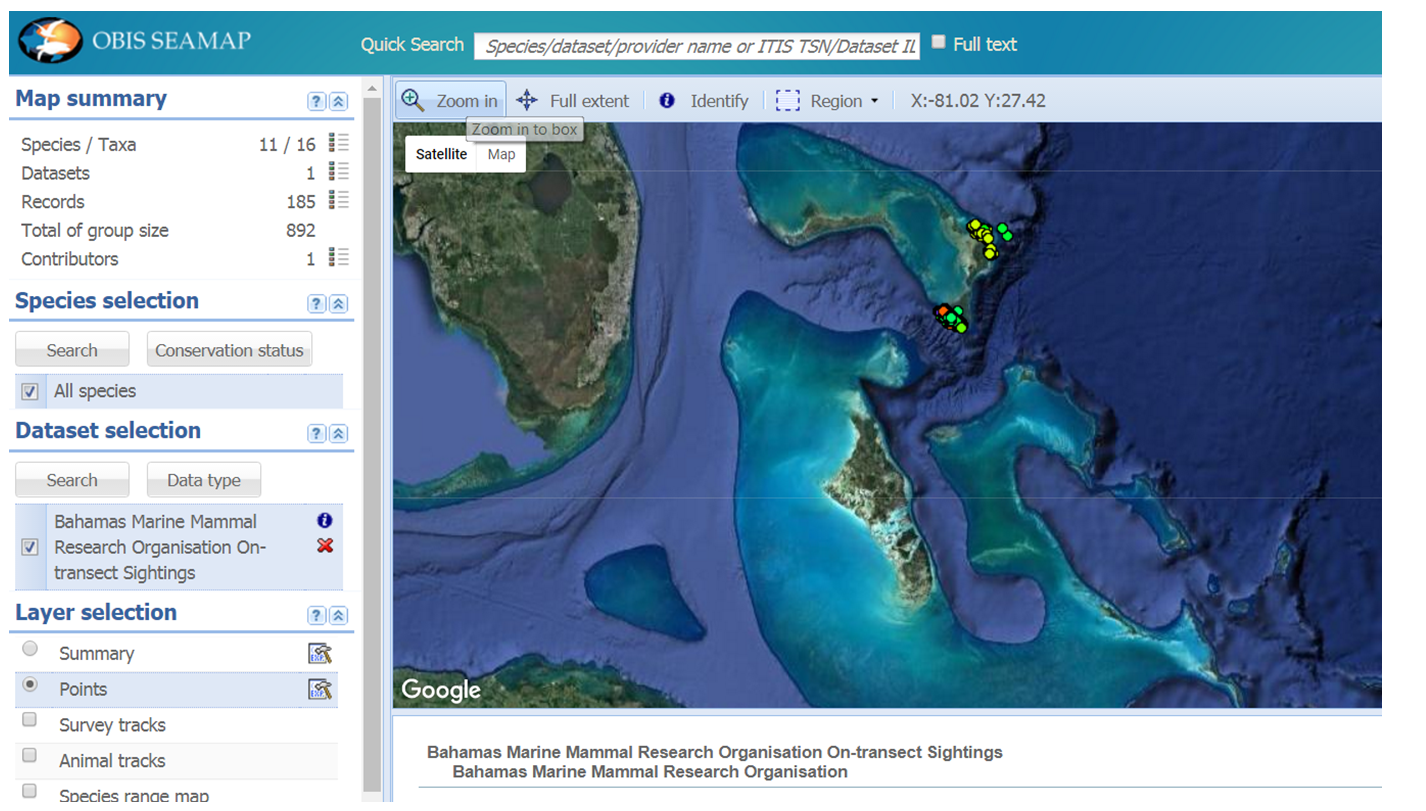 OBIS SEAMAP
Quick Search Species/dataset/provider name or ITIS TSN/Dataset IL Full text
Map summary ?
Species / Taxa 11 / 16
Datasets 1
Records 185
Total of group size 892
Contributors 1
Species selection ?
Search Conservation status
All species
Dataset selection ?
Search Data type
Bahamas Marine Mammal
Research Organisation On-
transect Sightings
Layer selection ?
Summary
Points
Survey tracks
Animal tracks
Species range map
Zoom in Full extent Identify Region X:-81.02 Y:27.42
Zoom in to box
Satellite Map
Google
Bahamas Marine Mammal Research Organisation On-transect Sightings
Bahamas Marine Mammal Research Organisation